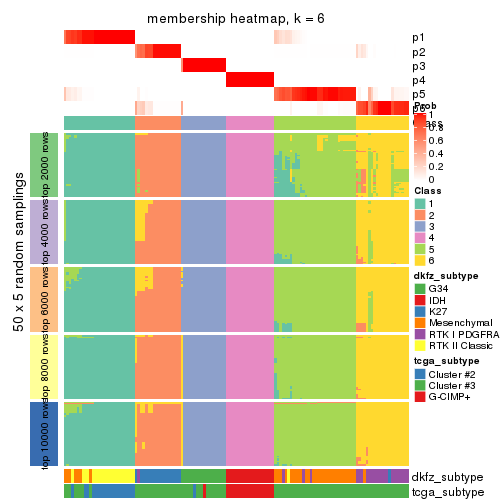 membership heatmap, k = 6
p1
p2
p3
p4
p5
p6
Prob
1
0.8
0.6
0.4
0.2
0
Class
Class
1
2
3
4
5
6
dkfz_subtype
G34
IDH
K27
Mesenchymal
RTK I PDGFRA
RTK II Classic
tcga_subtype
Cluster #2
Cluster #3
G-CIMP+
50 x 5 random samplings
top 2000 rows
top 4000 rows
top 6000 rows
top 8000 rows
top 10000 rows
dkfz_subtype
tcga_subtype